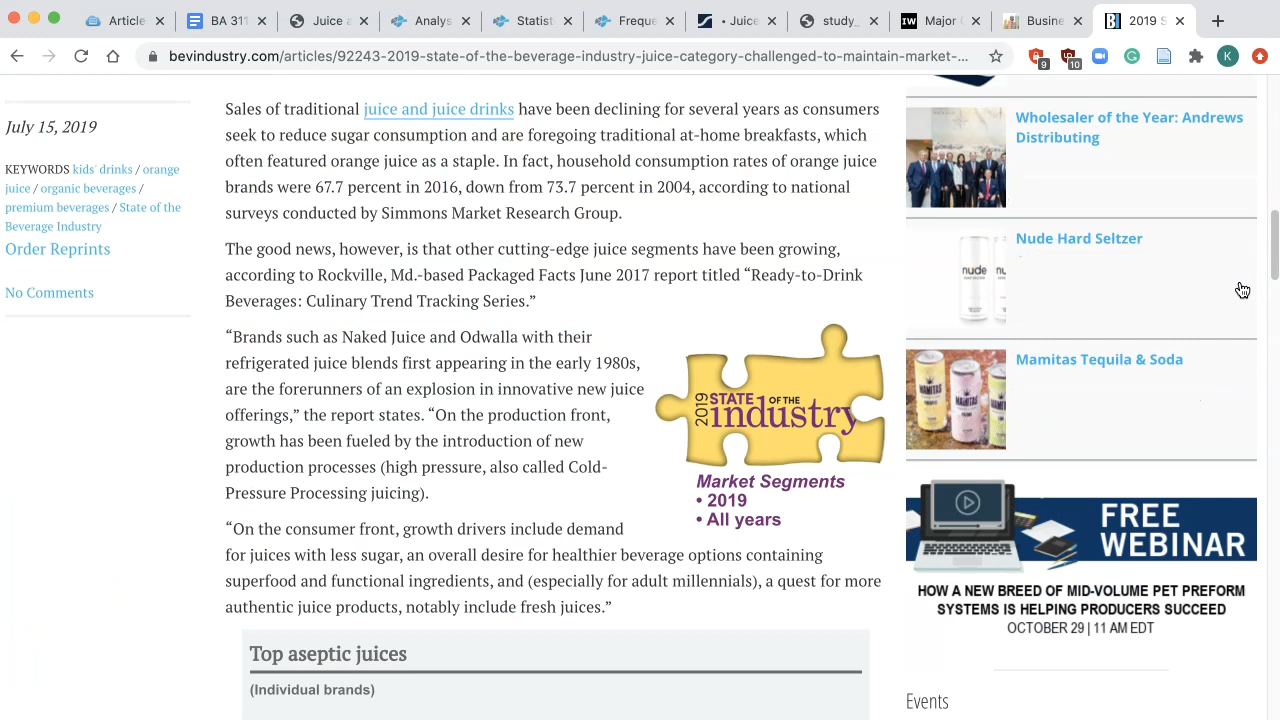 Article
BA 311
Juice a
Analys
Statist
Freque
• Juice
study_
IW
Major
Busine
B
2019 S
bevindustry.com/articles/92243-2019-state-of-the-beverage-industry-juice-category-challenged-to-maintain-market-...
9
10
K
July 15, 2019
KEYWORDS kids' drinks / orange
juice / organic beverages /
premium beverages / State of the
Beverage Industry
Order Reprints
No Comments
Sales of traditional juice and juice drinks have been declining for several years as consumers
seek to reduce sugar consumption and are foregoing traditional at-home breakfasts, which
often featured orange juice as a staple. In fact, household consumption rates of orange juice
brands were 67.7 percent in 2016, down from 73.7 percent in 2004, according to national
surveys conducted by Simmons Market Research Group.
The good news, however, is that other cutting-edge juice segments have been growing,
according to Rockville, Md.-based Packaged Facts June 2017 report titled “Ready-to-Drink
Beverages: Culinary Trend Tracking Series.”
“Brands such as Naked Juice and Odwalla with their
refrigerated juice blends first appearing in the early 1980s,
are the forerunners of an explosion in innovative new juice
offerings,” the report states. “On the production front,
growth has been fueled by the introduction of new
production processes (high pressure, also called Cold-
Pressure Processing juicing).
2019 STATE OF THE
industry
Market Segments
• 2019
• All years
“On the consumer front, growth drivers include demand
for juice with less sugar, an overall desire for healthier beverage options containing
superfood and functional ingredients, and (especially for adult millennials), a quest for more
authentic juice products, notably include fresh juices.”
Top aseptic juices
(Individual brands)
Wholesaler of the Year: Andrews
Distributing
nude
nu
Nude Hard Seltzer
MAMITAS
MAMITAS
Mamitas Tequila & Soda
FREE
WEBINAR
HOW A NEW BREED OF MID-VOLUME PET PREFORM
SYSTEMS IS HELPING PRODUCERS SUCCEED
OCTOBER 29 | 11 AM EDT
Events